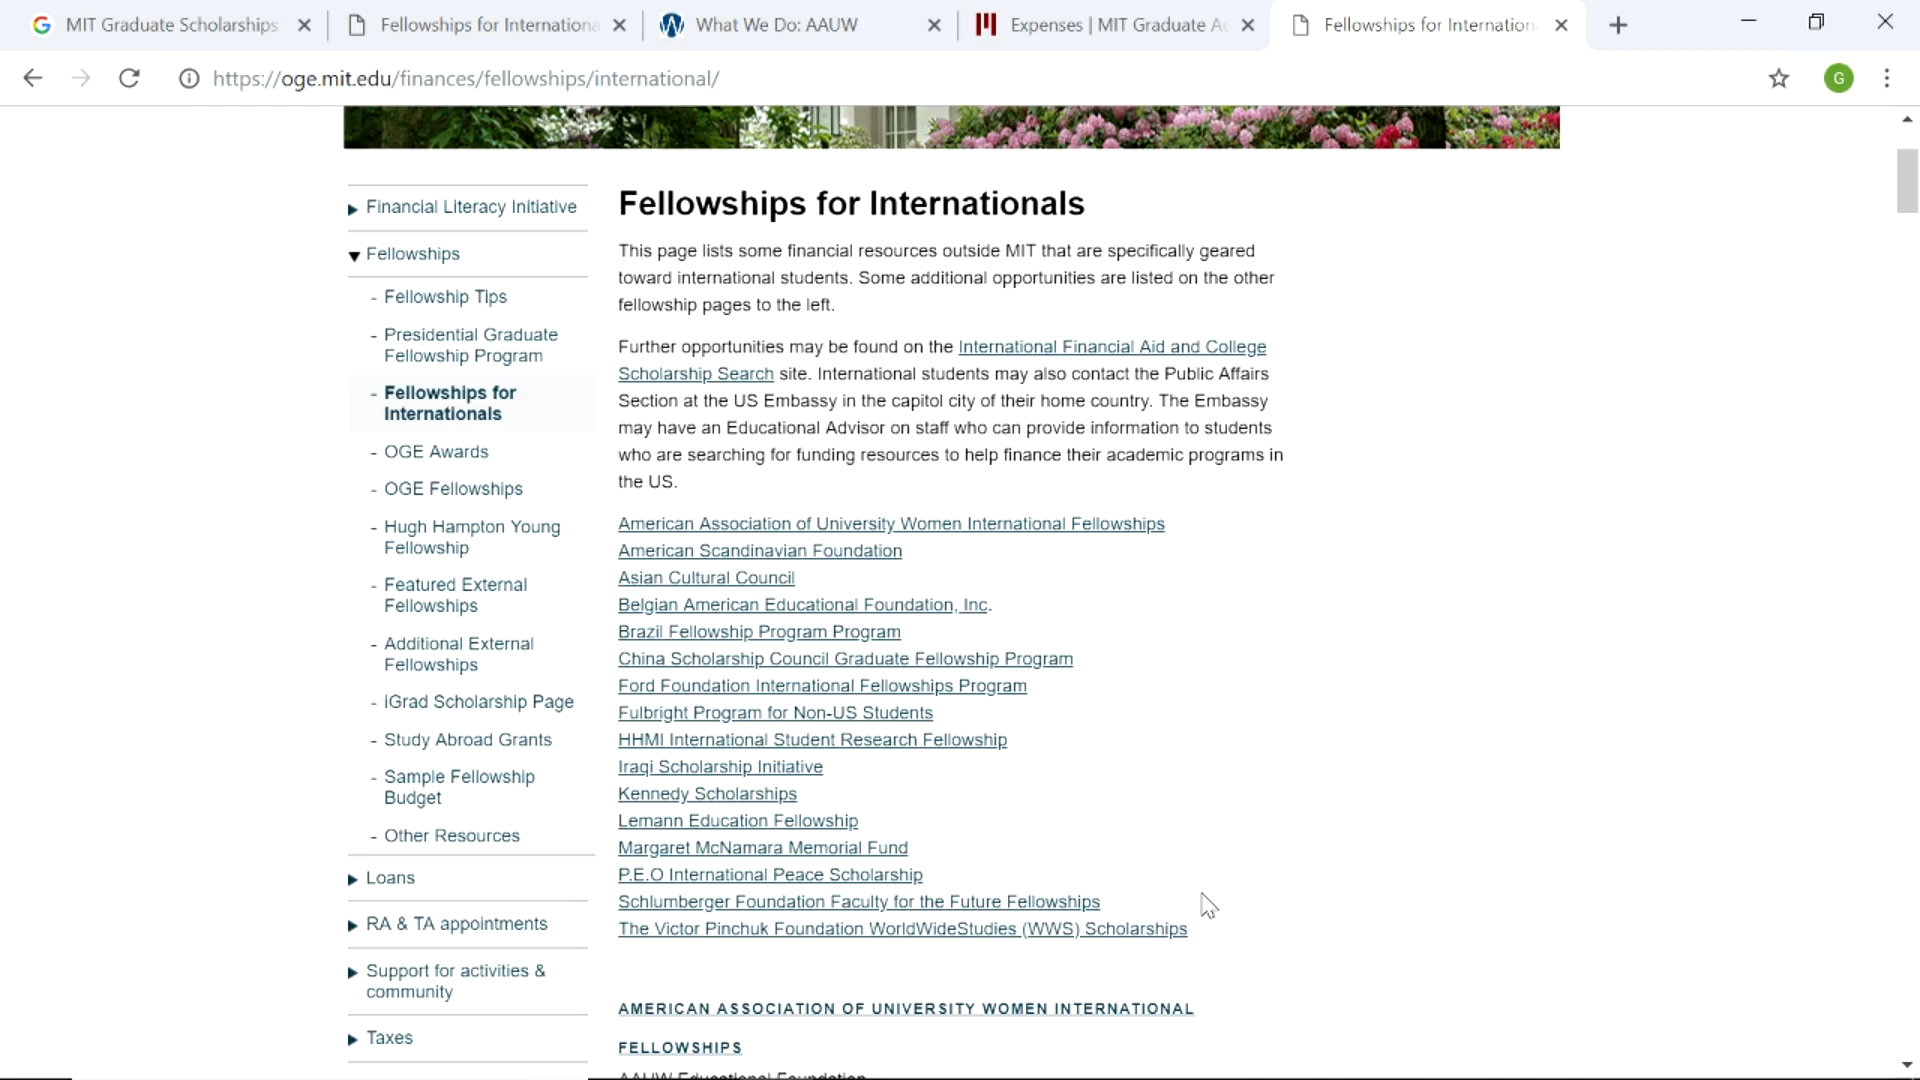 MIT Graduate Scholarships
Fellowships for Internationa
What We Do: AAUW
Expenses | MIT Graduate A
Fellowships for Internation
https://oge.mit.edu/finances/fellowships/international/
G
Financial Literacy Initiative
Fellowships
- Fellowship Tips
- Presidential Graduate
Fellowship Program
- Fellowships for
Internationals
- OGE Awards
- OGE Fellowships
- Hugh Hampton Young
Fellowship
- Featured External
Fellowships
- Additional External
Fellowships
- iGrad Scholarship Page
- Study Abroad Grants
- Sample Fellowship
Budget
- Other Resources
Loans
RA & TA appointments
Support for activities &
community
Taxes
Fellowships for Internationals
This page lists some financial resources outside MIT that are specifically geared
toward international students. Some additional opportunities are listed on the other
fellowship pages to the left.
Further opportunities may be found on the International Financial Aid and College
Scholarship Search site. International students may also contact the Public Affairs
Section at the US Embassy in the capitol city of their home country. The Embassy
may have an Educational Advisor on staff who can provide information to students
who are searching for funding resources to help finance their academic programs in
the US.
American Association of University Women International Fellowships
American Scandinavian Foundation
Asian Cultural Council
Belgian American Educational Foundation, Inc.
Brazil Fellowship Program Program
China Scholarship Council Graduate Fellowship Program
Ford Foundation International Fellowships Program
Fulbright Program for Non-US Students
HHMI International Student Research Fellowship
Iraqi Scholarship Initiative
Kennedy Scholarships
Lemann Education Fellowship
Margaret McNamara Memorial Fund
P.E.O International Peace Scholarship
Schlumberger Foundation Faculty for the Future Fellowships
The Victor Pinchuk Foundation WorldWideStudies (WWS) Scholarships
AMERICAN ASSOCIATION OF UNIVERSITY WOMEN INTERNATIONAL
FELLOWSHIPS
AAUW Educational Foundation